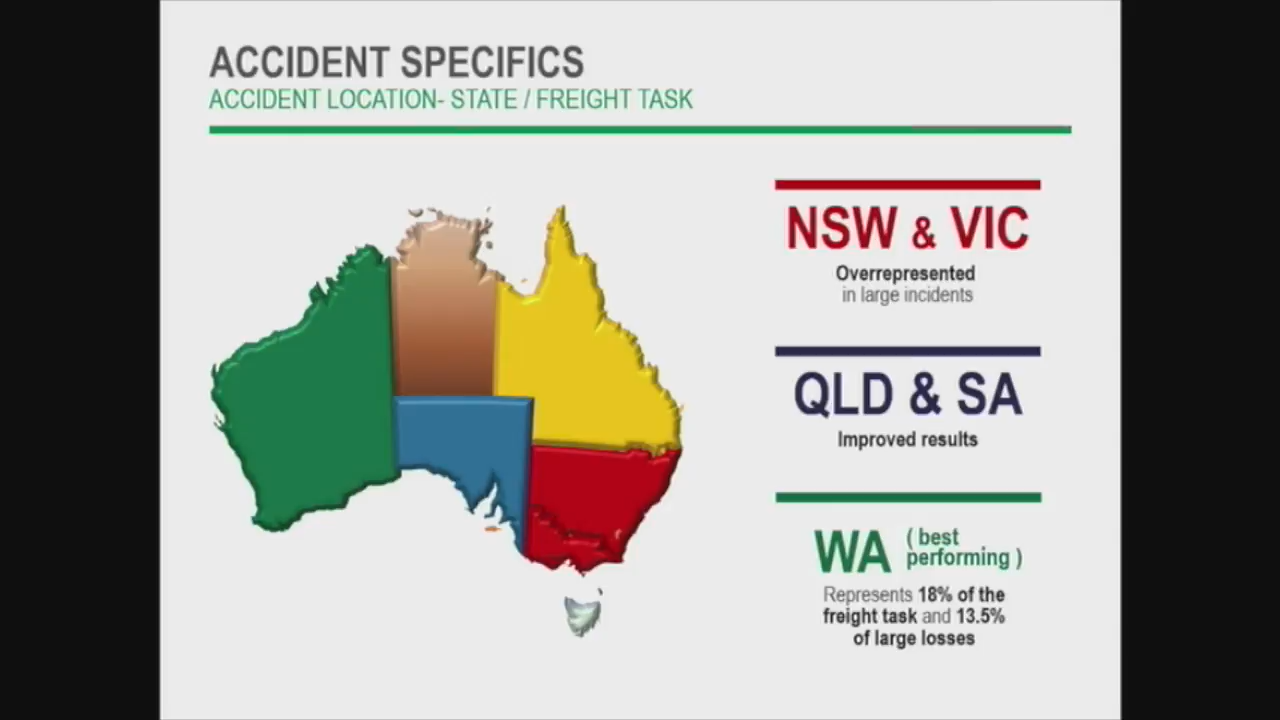 ACCIDENT SPECIFICS
ACCIDENT LOCATION- STATE / FREIGHT TASK
NSW & VIC
Overrepresented
in large incidents
QLD & SA
Improved results
WA ( best
performing )
Represents 18% of the
freight task and 13.5%
of large losses